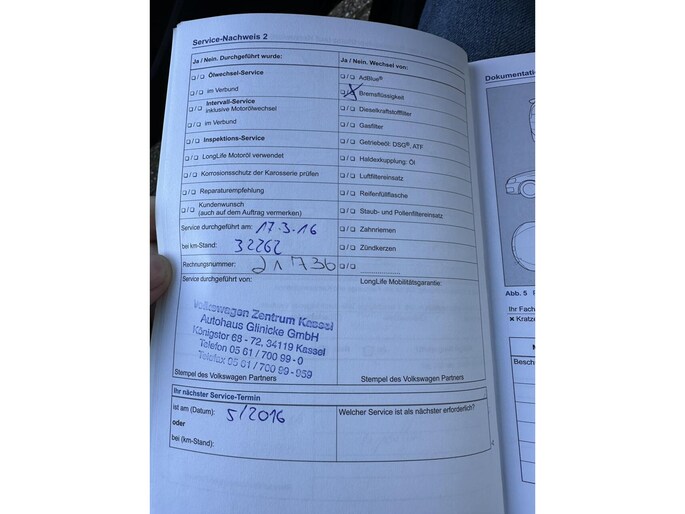 Service-Nachweis 2
Ja / Nein. Durchgeführt wurde:
❑ / ❑ Ölwechsel-Service
❑ / ❑ im Verbund
❑ / ❑ Intervall-Service
inklusive Motorölwechsel
❑ / ❑ im Verbund
❑ / ❑ Inspektions-Service
❑ / ❑ LongLife Motoröl verwendet
❑ / ❑ Korrosionsschutz der Karosserie prüfen
❑ / ❑ Reparaturempfehlung
❑ / ❑ Kundenwunsch
(auch auf dem Auftrag vermerken)
Service durchgeführt am: 17.3.16
bei km-Stand: 32262
Rechnungsnummer: 21736
Service durchgeführt von:
Volkswagen Zentrum Kassel
Autohaus Glinicke GmbH
Königstor 68 - 72, 34119 Kassel
Telefon 05 61 / 700 99 - 0
Telefax 05 61 / 700 99 - 959
Stempel des Volkswagen Partners
Ja / Nein. Wechsel von:
❑ / ❑ AdBlue®
❑ / ❑ Bremsflüssigkeit
❑ / ❑ Dieselkraftstofffilter
❑ / ❑ Gasfilter
❑ / ❑ Getriebeöl: DSG®, ATF
❑ / ❑ Haldexkupplung: Öl
❑ / ❑ Luftfiltereinsatz
❑ / ❑ Reifenfüllflasche
❑ / ❑ Staub- und Pollenfiltereinsatz
❑ / ❑ Zahnriemen
❑ / ❑ Zündkerzen
❑ / ❑ ..................
LongLife Mobilitätsgarantie:
Stempel des Volkswagen Partners
Ihr nächster Service-Termin
ist am (Datum): 5/2016
oder
bei (km-Stand):
Welcher Service ist als nächster erforderlich?
Dokumentati
Abb. 5
Ihr Fach
✖ Kratze
Besch